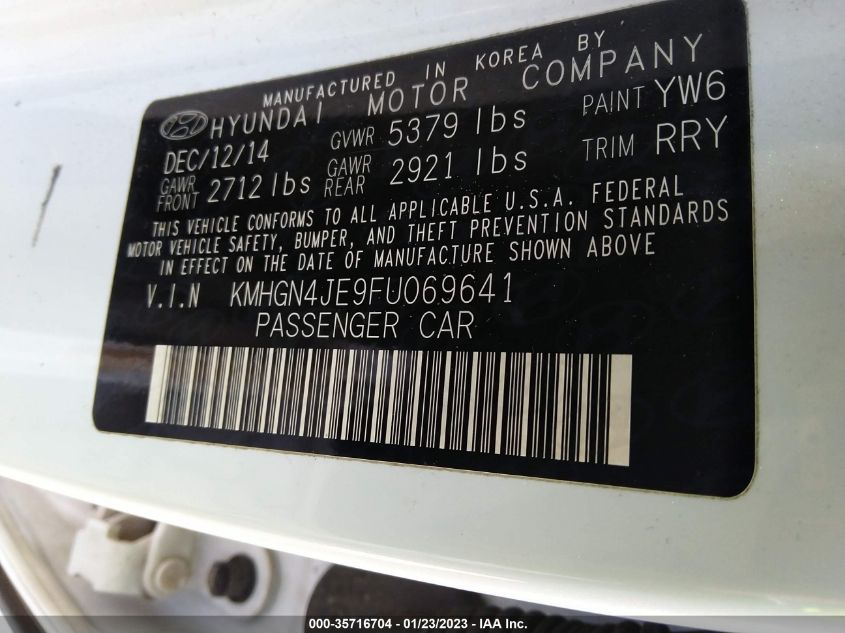 MANUFACTURED IN KOREA BY
HYUNDAI MOTOR COMPANY
DEC/12/14 GVWR 5379 lbs PAINT YW6
GAWR FRONT 2712 lbs GAWR REAR 2921 lbs TRIM RRY
THIS VEHICLE CONFORMS TO ALL APPLICABLE U.S.A. FEDERAL
MOTOR VEHICLE SAFETY, BUMPER, AND THEFT PREVENTION STANDARDS
IN EFFECT ON THE DATE OF MANUFACTURE SHOWN ABOVE
V.I.N KMHGN4JE9FU069641
PASSENGER CAR
000-35716704 - 01/23/2023 - IAA Inc.